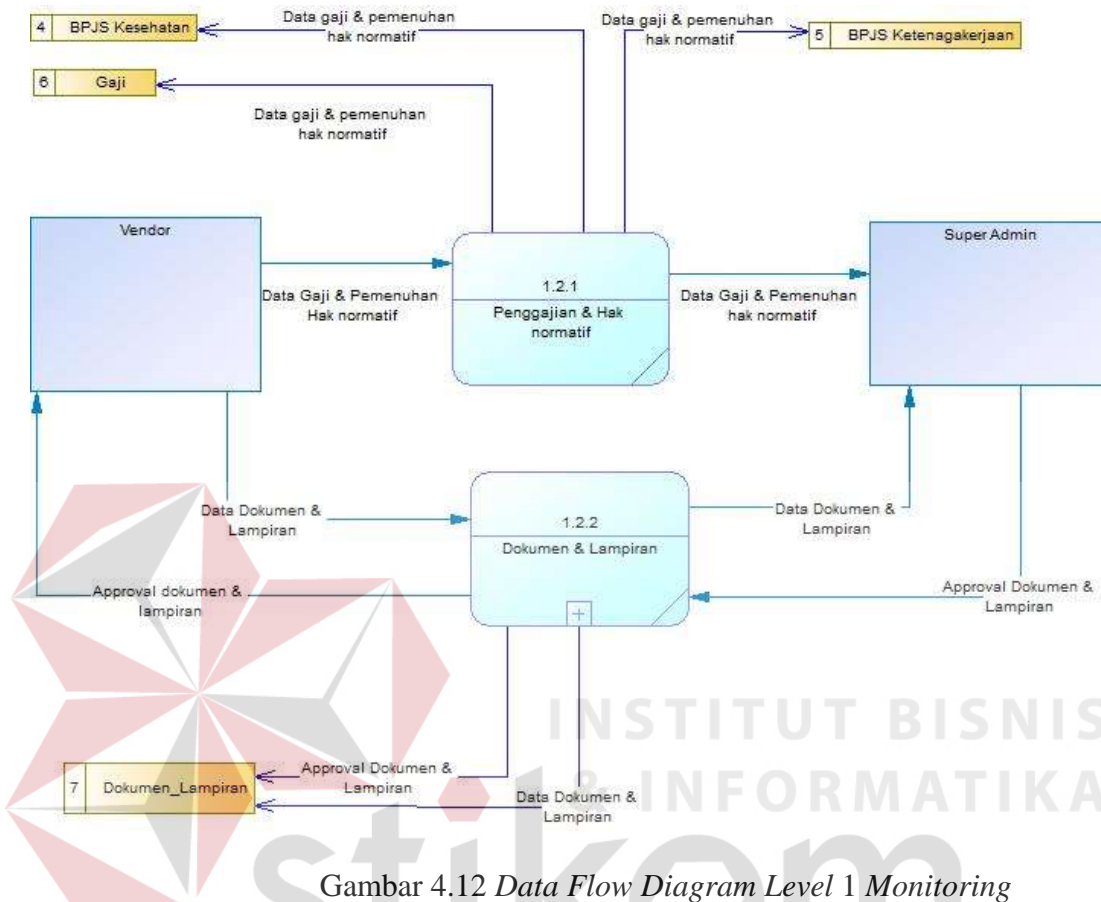 4 BPJS Kesehatan
Data gaji & pemenuhan
hak normatif
Data gaji & pemenuhan
hak normatif
5 BPJS Ketenagakerjaan
6 Gaji
Data gaji & pemenuhan
hak normatif
Vendor
Super Admin
1.2.1
Penggajian & Hak
normatif
Data Gaji & Pemenuhan
Hak normatif
Data Gaji & Pemenuhan
hak normatif
Data Dokumen &
Lampiran
1.2.2
Dokumen & Lampiran
Data Dokumen &
Lampiran
Approval dokumen &
lampiran
Approval Dokumen &
Lampiran
INSTITUT BISNIS
& INFORMATIKA
stikom
7 Dokumen_Lampiran
Approval Dokumen &
Lampiran
Data Dokumen &
Lampiran
Gambar 4.12 Data Flow Diagram Level 1 Monitoring